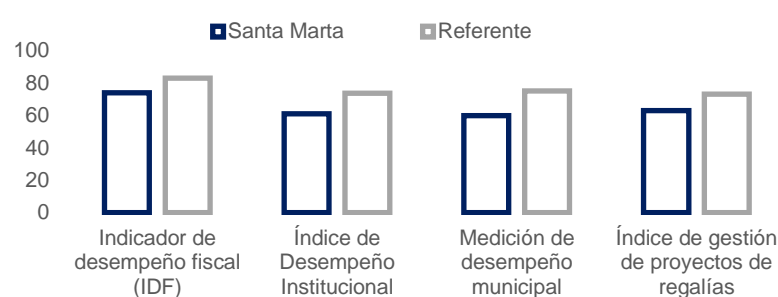 Santa Marta
Referente
100
80
60
40
20
0
Indicador de
desempeño fiscal
(IDF)
Índice de
Desempeño
Institucional
Medición de
desempeño
municipal
Índice de gestión
de proyectos de
regalías